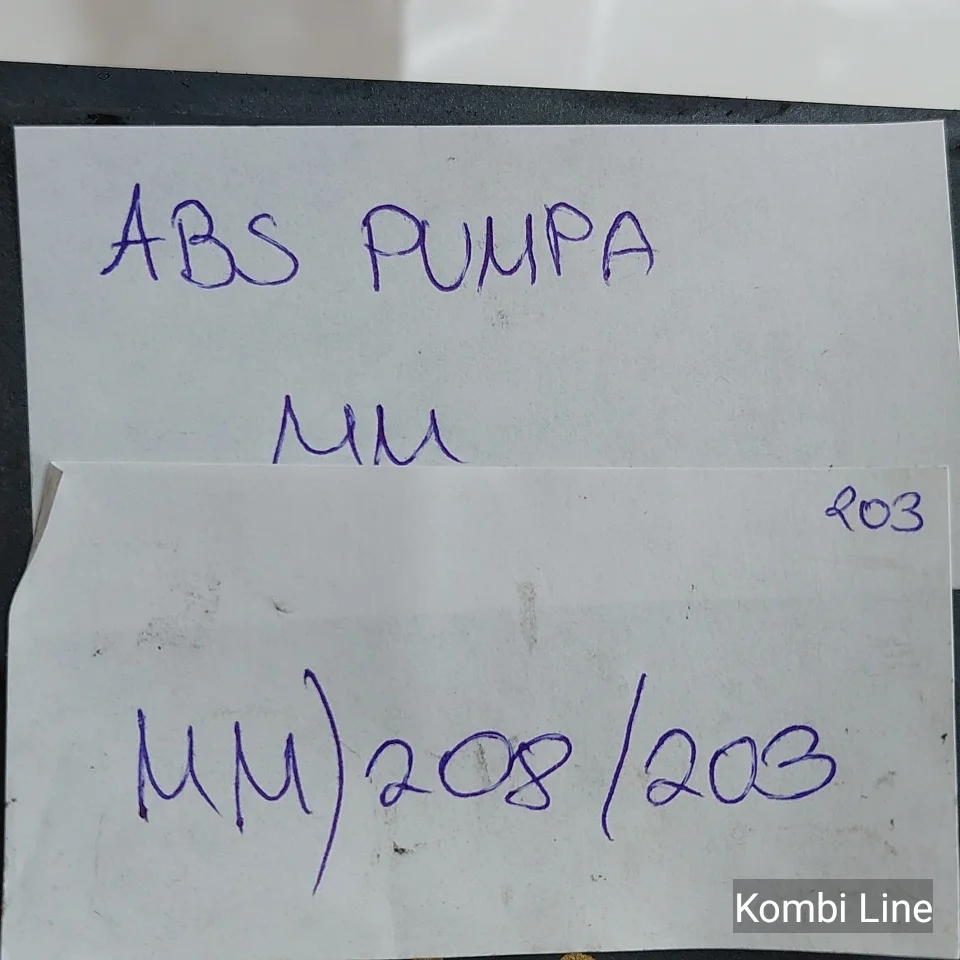 ABS PUMPA
MM
203
MM)208/203
Kombi Line